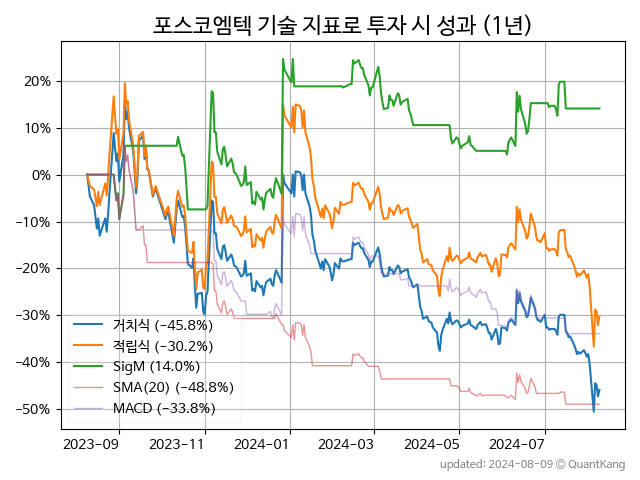 포스코엠텍 기술 지표로 투자 시 성과 (1년)
20%
10%
0%
−10%
−20%
−30%
−40%
−50%
거치식 (−45.8%)
적립식 (−30.2%)
SigM (14.0%)
SMA(20) (−48.8%)
MACD (−33.8%)
2023−09
2023−11
2024−01
2024−03
2024−05
2024−07
updated: 2024−08−09 © QuantKang